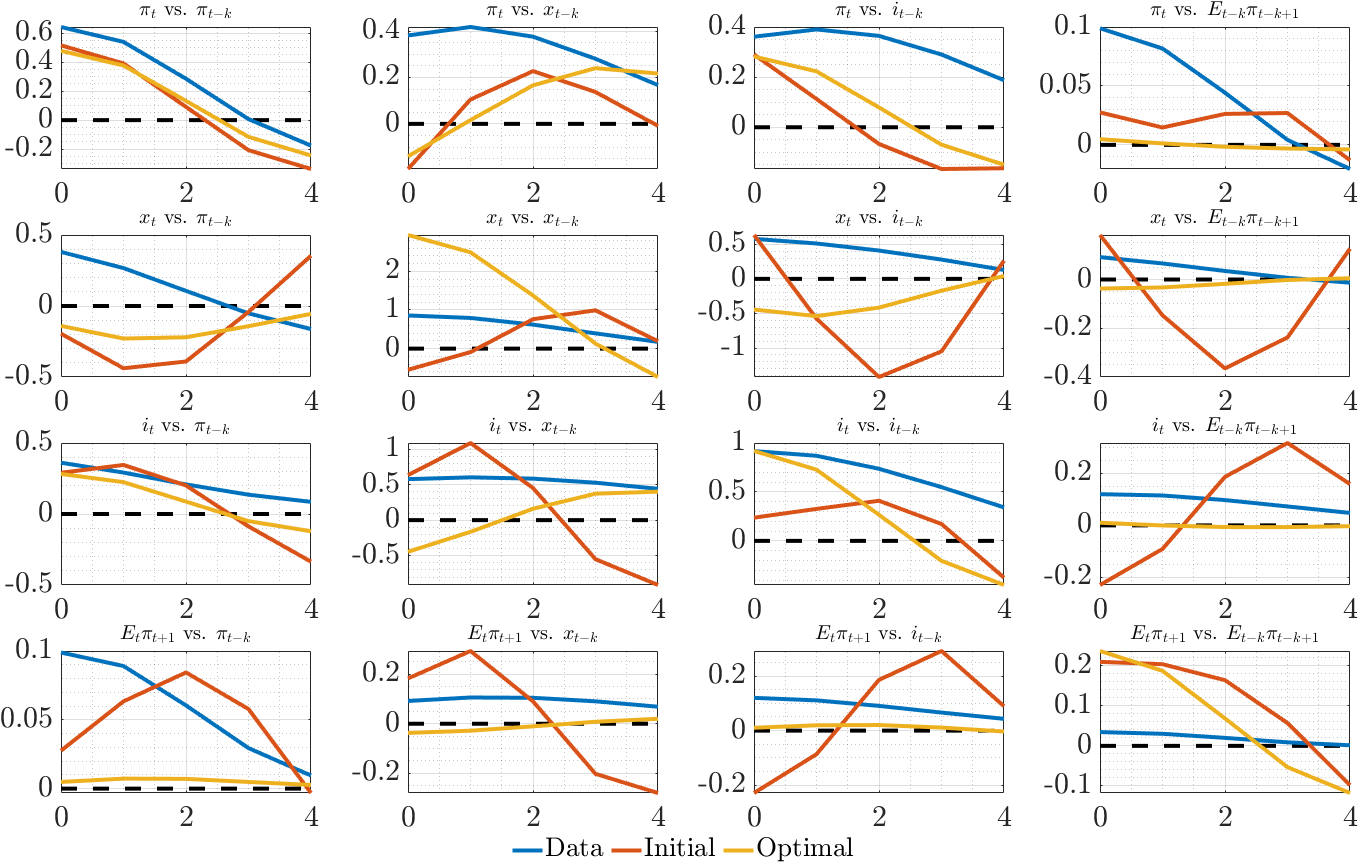 π_t vs. π_{t−k}
π_t vs. x_{t−k}
π_t vs. i_{t−k}
π_t vs. E_{t−k}π_{t−k+1}
0.6
0.4
0.2
0
-0.2
0 2 4
0.4
0.2
0
0 2 4
0.4
0.2
0
0 2 4
0.1
0.05
0
0 2 4
x_t vs. π_{t−k}
x_t vs. x_{t−k}
x_t vs. i_{t−k}
x_t vs. E_{t−k}π_{t−k+1}
0.5
0
-0.5
0 2 4
2
1
0
0 2 4
0.5
0
-0.5
-1
0 2 4
0
-0.2
-0.4
0 2 4
i_t vs. π_{t−k}
i_t vs. x_{t−k}
i_t vs. i_{t−k}
i_t vs. E_{t−k}π_{t−k+1}
0.5
0
-0.5
0 2 4
1
0.5
0
-0.5
0 2 4
1
0.5
0
0 2 4
0.2
0
-0.2
0 2 4
E_tπ_{t+1} vs. π_{t−k}
E_tπ_{t+1} vs. x_{t−k}
E_tπ_{t+1} vs. i_{t−k}
E_tπ_{t+1} vs. E_{t−k}π_{t−k+1}
0.1
0.05
0
0 2 4
0.2
0
-0.2
0 2 4
0.2
0
-0.2
0 2 4
0.2
0.1
0
-0.1
0 2 4
Data Initial Optimal